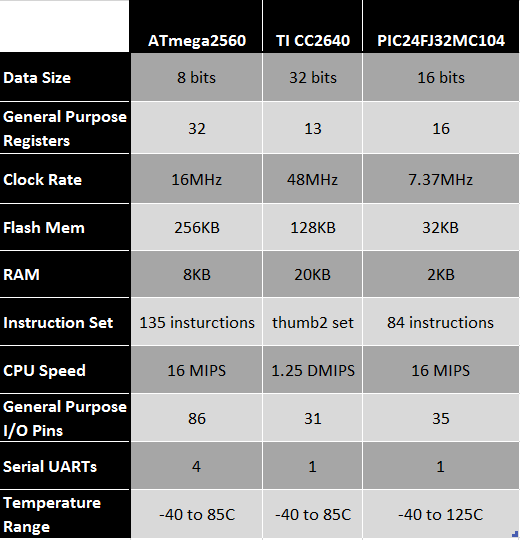 ATmega2560 TI CC2640 PIC24FJ32MC104
Data Size 8 bits 32 bits 16 bits
General Purpose
Registers 32 13 16
Clock Rate 16MHz 48MHz 7.37MHz
Flash Mem 256KB 128KB 32KB
RAM 8KB 20KB 2KB
Instruction Set 135 insturctions thumb2 set 84 instructions
CPU Speed 16 MIPS 1.25 DMIPS 16 MIPS
General Purpose
I/O Pins 86 31 35
Serial UARTs 4 1 1
Temperature
Range -40 to 85C -40 to 85C -40 to 125C